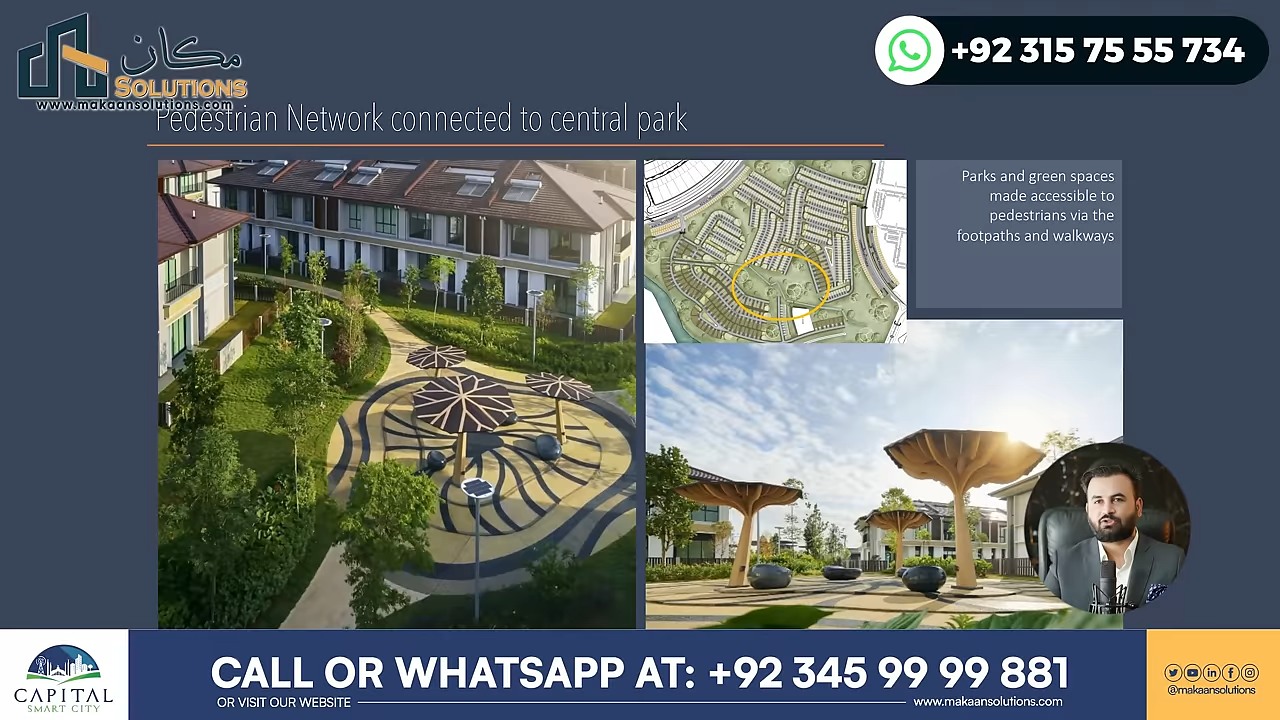 مکان
SOLUTIONS
www.makaansolutions.com
+92 315 75 55 734
Pedestrian Network connected to central park
Parks and green spaces
made accessible to
pedestrians via the
footpaths and walkways
CAPITAL
SMART CITY
CALL OR WHATSAPP AT: +92 345 99 99 881
OR VISIT OUR WEBSITE
www.makaansolutions.com
@makaansolutions